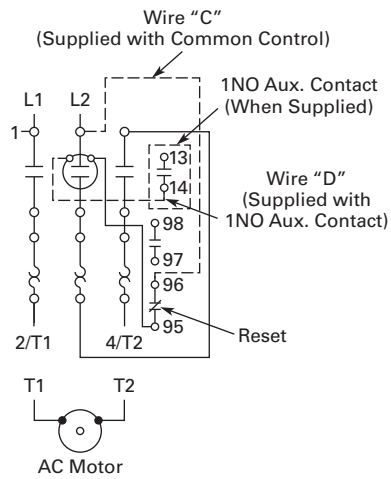 Wire “C”
(Supplied with Common Control)
1NO Aux. Contact
(When Supplied)
L1 L2
1
13
14
Wire “D”
(Supplied with
1NO Aux. Contact)
98
97
96
95
Reset
2/T1 4/T2
T1 T2
AC Motor